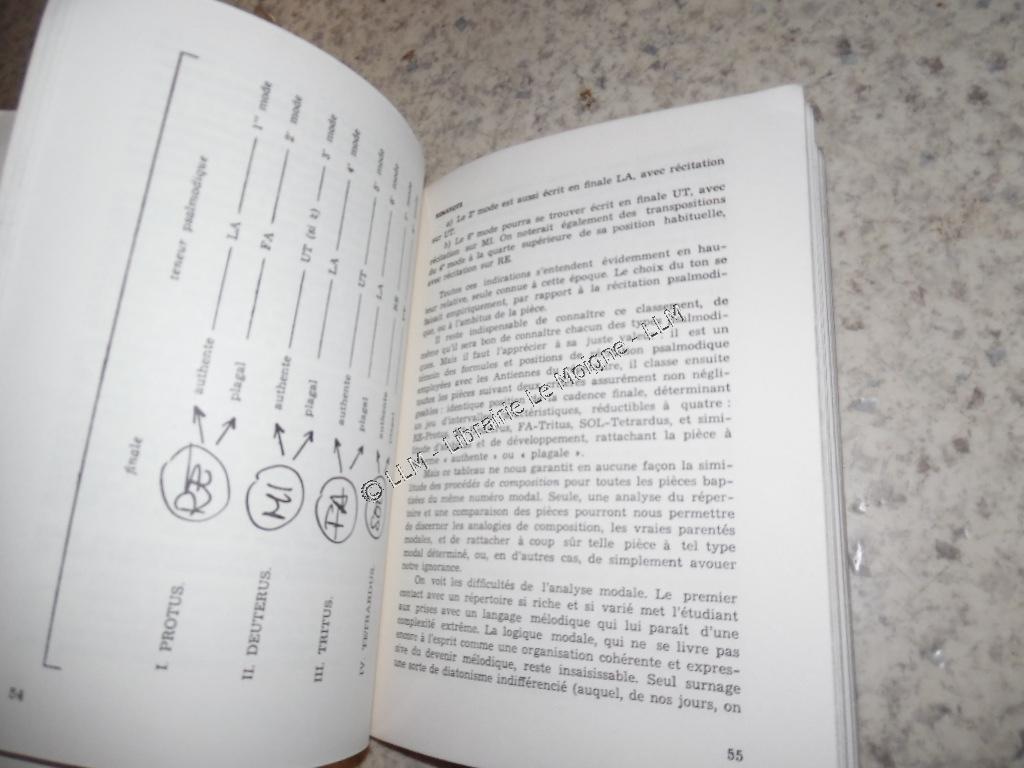 finale
teneur psalmodique
I. PROTUS. RE authente LA 1er mode
plagal FA 2e mode
II. DEUTERUS. MI authente UT (si) 3e mode
plagal LA 4e mode
III. TRITUS. FA authente UT 5e mode
plagal LA 6e mode
IV. TETRARDUS. SOL authente RE
54
a) Le 2e mode est aussi écrit en finale LA, avec récitation
sur UT.
b) Le 6e mode pourra se trouver écrit en finale UT, avec
récitation sur MI. On noterait également des transpositions
du 4e mode à la quarte supérieure de sa position habituelle,
avec récitation sur RE.
Toutes ces indirations s'entendent évidemment en hau-
teur relative, seule connue à cette époque. Le choix du ton se
faisait empiriquement, par rapport à la récitation psalmodi-
que, ou à l'ambitus de la pièce.
Il reste indispensable de connaître ce classement, de
même qu'il sera bon de connaître chacun des types psalmodi-
ques. Mais il faut l'apprécier à sa juste valeur: il est un
témoin des formules et positions de récitation psalmodique
employées avec les Antiennes du il classe ensuite
toutes les pièces suivant deux assurément non négli-
geables : identique la cadence finale, déterminant
un jeu d'intervalles caractéristiques, réductibles à quatre :
RE-Protus, FA-Tritus, SOL-Tetrardus, et simi-
et de développement, rattachant la pièce à
« authente » ou « plagale ».
Mais ce tableau ne nous garantit en aucune façon la simi-
litude des procédés de composition pour toutes les pièces bap-
tisées du même numéro modal. Seule, une analyse du réper-
toire et une comparaison des pièces pourront nous permettre
de discerner les analogies de composition, les vraies parentés
modales, et de rattacher à coup sûr telle pièce à tel type
modal déterminé, ou, en d'autres cas, de simplement avouer
notre ignorance.
On voit les difficultés de l'analyse modale. Le premier
contact avec un répertoire si riche et si varié met l'étudiant
aux prises avec un langage mélodique qui lui paraît d'une
complexité extrême. La logique modale, qui ne se livre pas
encore à l'esprit comme une organisation cohérente et expres-
sive du devenir mélodique, reste insaisissable. Seul surnage
une sorte de diatonisme indifférencié (auquel, de nos jours, on
55
© LLM - Librairie Le Moigne - LLM